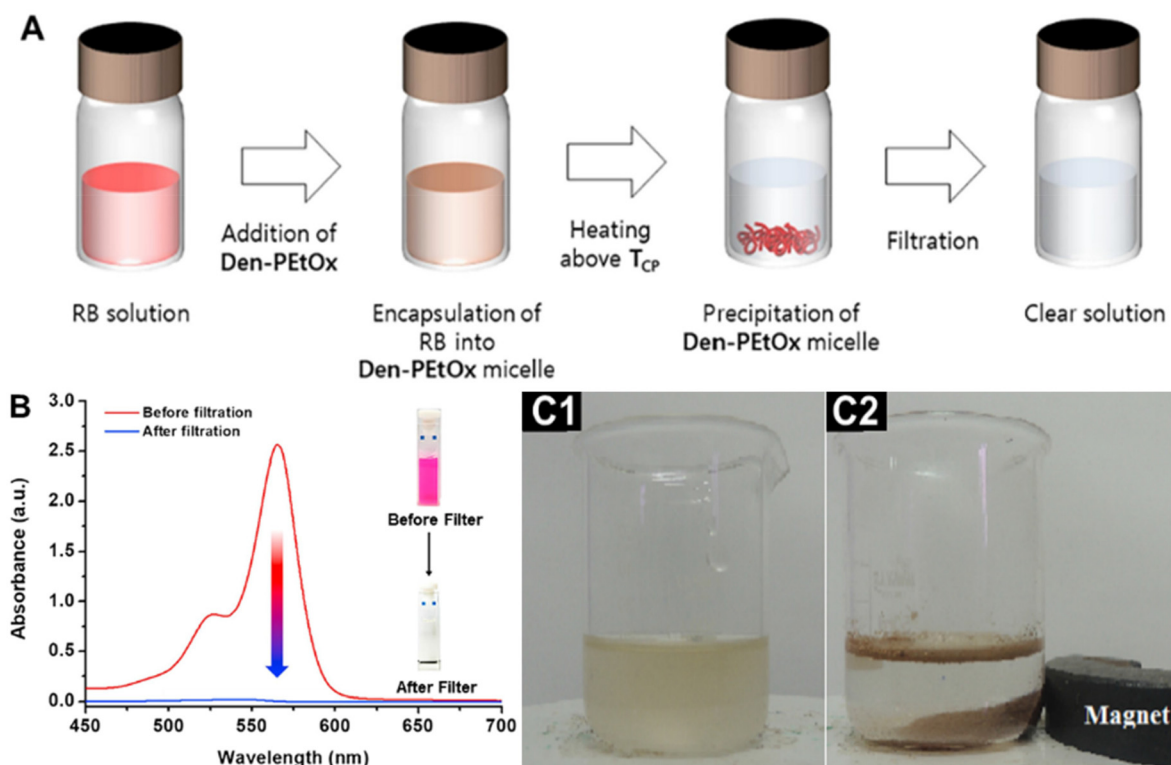 A
Addition of
Den-PEtOx
Heating
above TCP
Filtration
RB solution
Encapsulation of
RB into
Den-PEtOx micelle
Precipitation of
Den-PEtOx micelle
Clear solution
B
3.0
2.5
2.0
1.5
1.0
0.5
0.0
Absorbance (a.u.)
Before filtration
After filtration
Before Filter
After Filter
450 500 550 600 650 700
Wavelength (nm)
C1
C2
Magnet